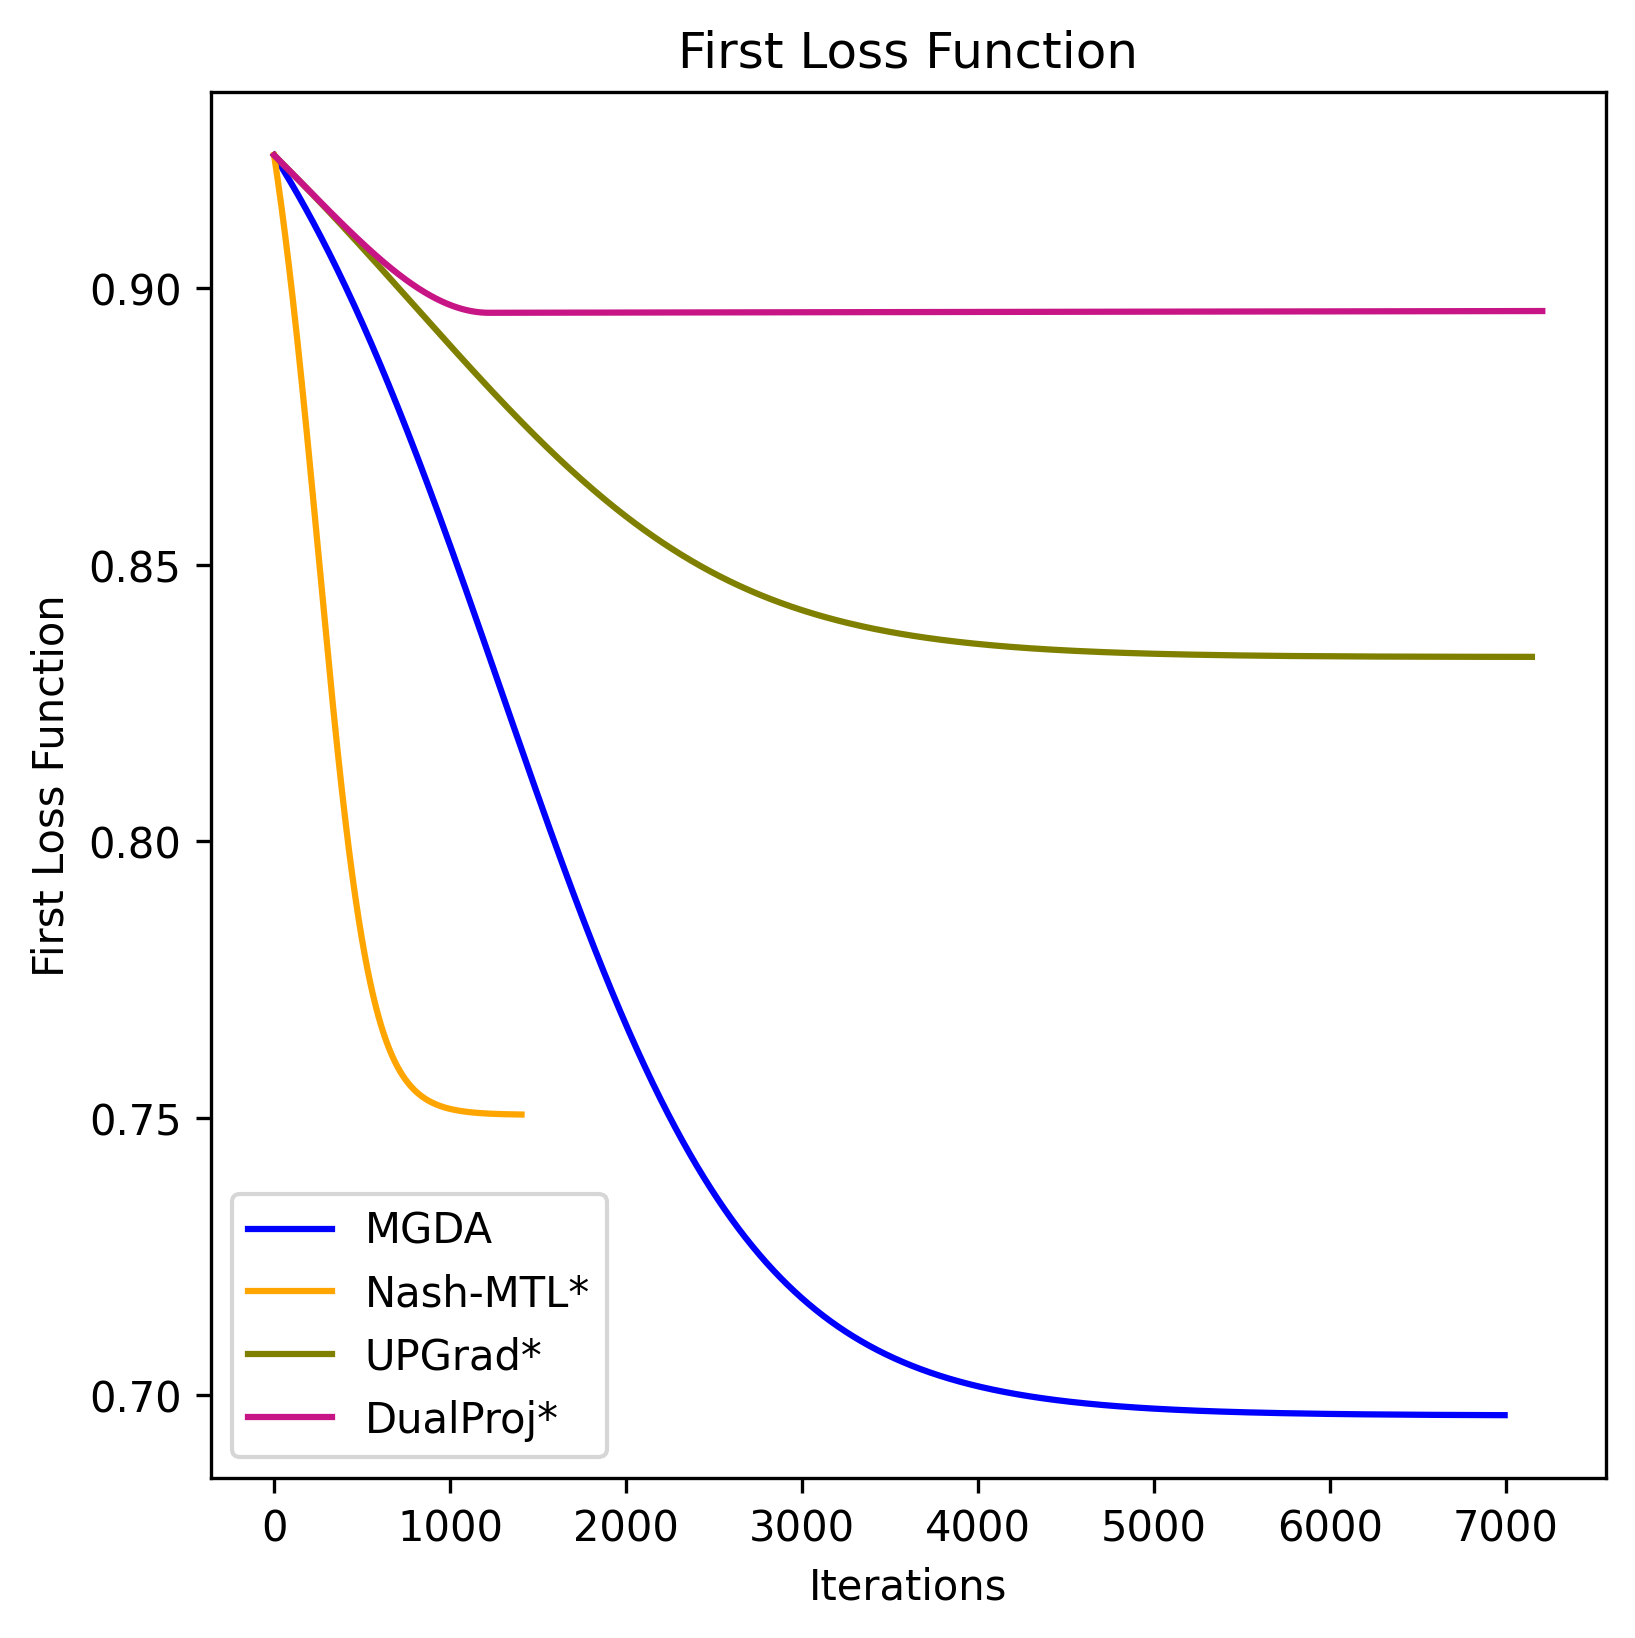 First Loss Function
First Loss Function
0.90
0.85
0.80
0.75
0.70
MGDA
Nash-MTL*
UPGrad*
DualProj*
0 1000 2000 3000 4000 5000 6000 7000
Iterations